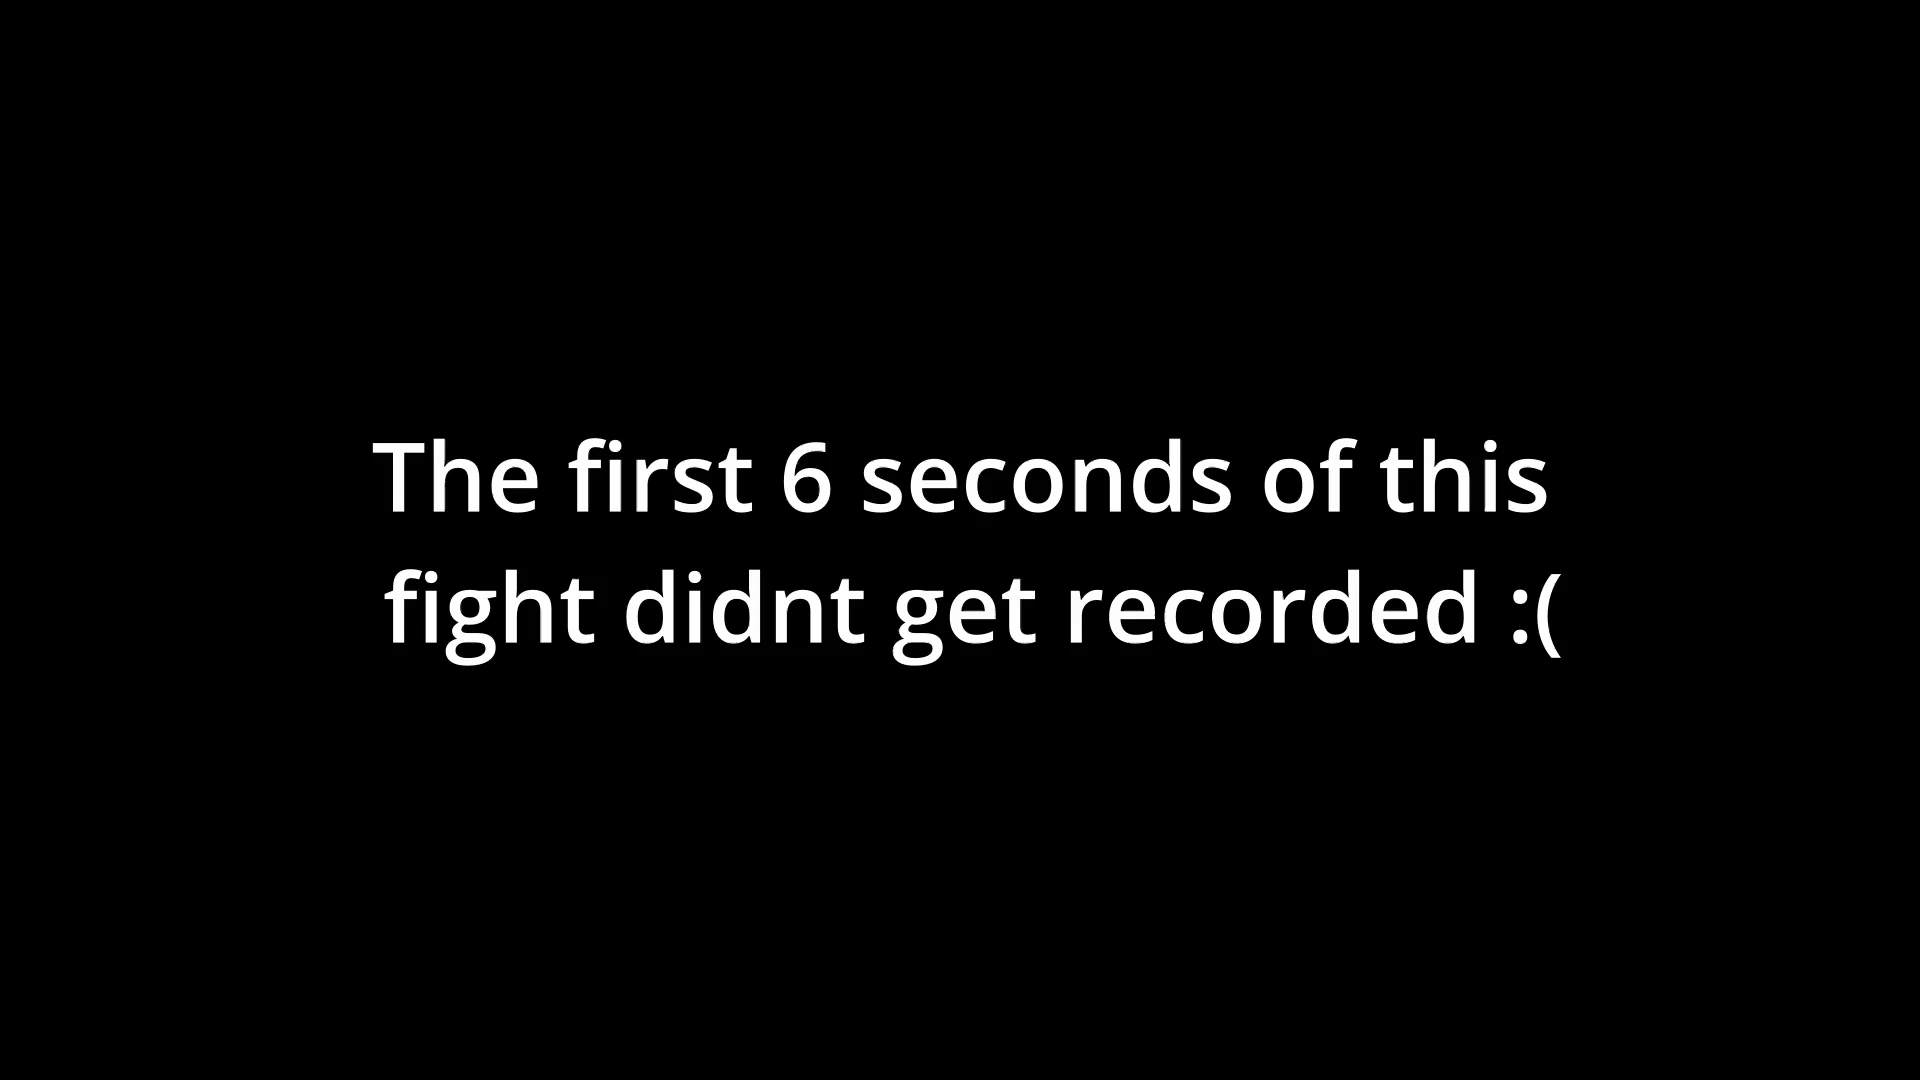 The first 6 seconds of this
fight didnt get recorded :(